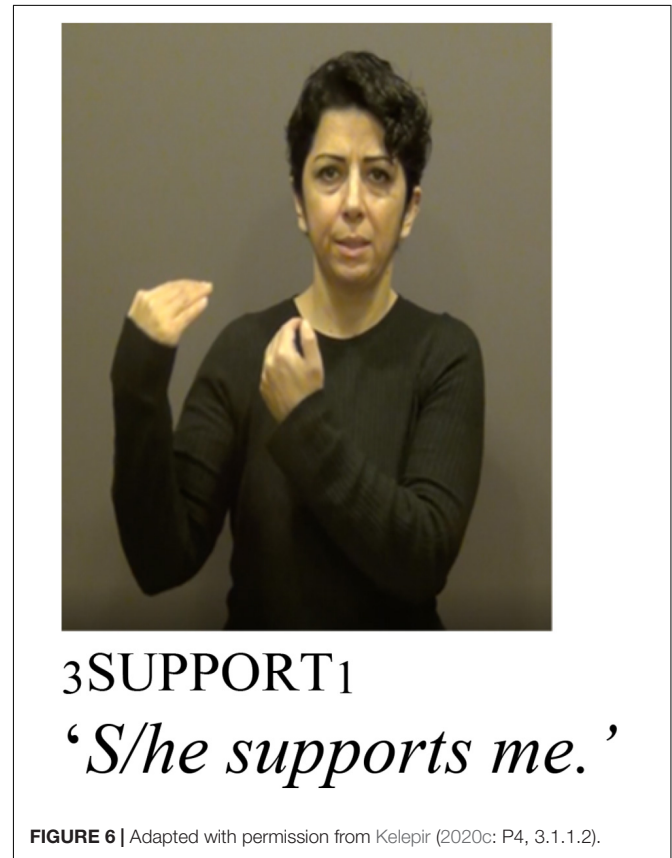 3SUPPORT1
‘S/he supports me.’
FIGURE 6 | Adapted with permission from Kelepir (2020c: P4, 3.1.1.2).